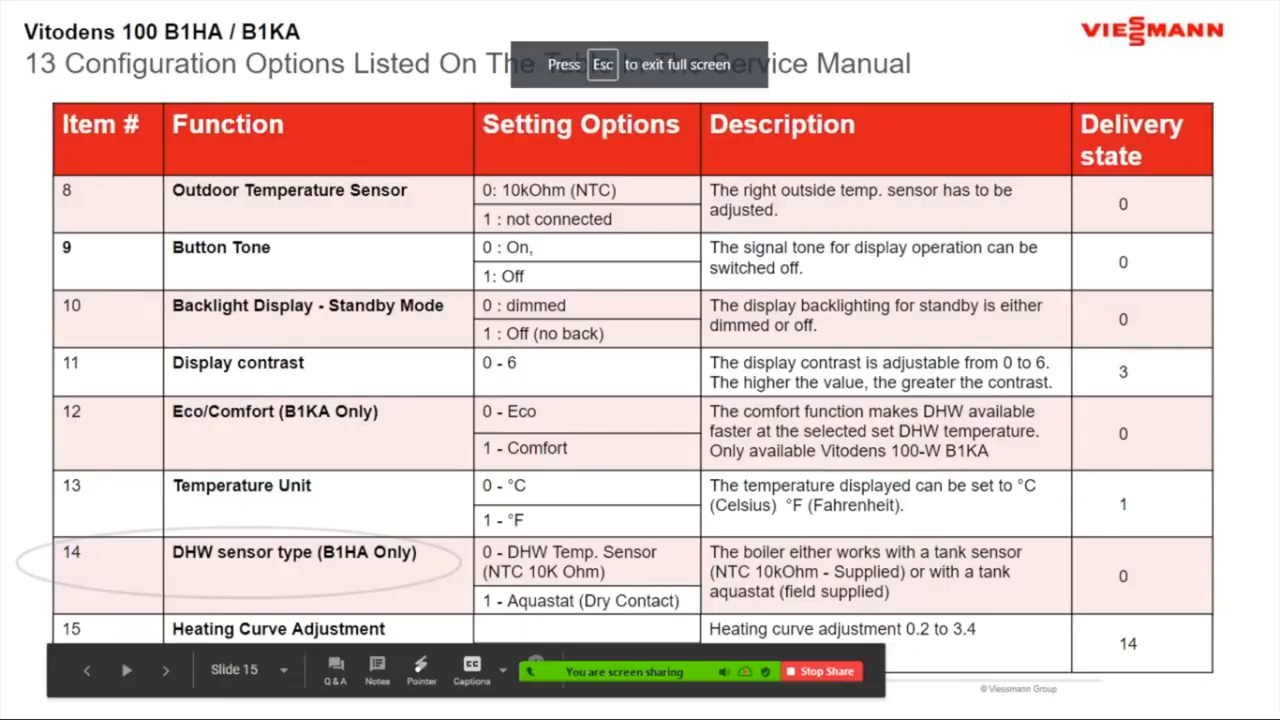 Vitodens 100 B1HA / B1KA
VIESSMANN
13 Configuration Options Listed On The Table In The Service Manual
Press Esc to exit full screen
Item # Function Setting Options Description Delivery state
8 Outdoor Temperature Sensor 0: 10kOhm (NTC) The right outside temp. sensor has to be
adjusted. 0
1 : not connected
9 Button Tone 0 : On, The signal tone for display operation can be
switched off. 0
1: Off
10 Backlight Display - Standby Mode 0 : dimmed The display backlighting for standby is either
dimmed or off. 0
1 : Off (no back)
11 Display contrast 0 - 6 The display contrast is adjustable from 0 to 6.
The higher the value, the greater the contrast. 3
12 Eco/Comfort (B1KA Only) 0 - Eco The comfort function makes DHW available
faster at the selected set DHW temperature. 0
1 - Comfort Only available Vitodens 100-W B1KA
13 Temperature Unit 0 - °C The temperature displayed can be set to °C
(Celsius) °F (Fahrenheit). 1
1 - °F
14 DHW sensor type (B1HA Only) 0 - DHW Temp. Sensor The boiler either works with a tank sensor
(NTC 10K Ohm) (NTC 10kOhm - Supplied) or with a tank 0
1 - Aquastat (Dry Contact) aquastat (field supplied)
15 Heating Curve Adjustment Heating curve adjustment 0.2 to 3.4 14
Slide 15
Q & A Notes Pointer Captions
You are screen sharing Stop Share
© Viessmann Group